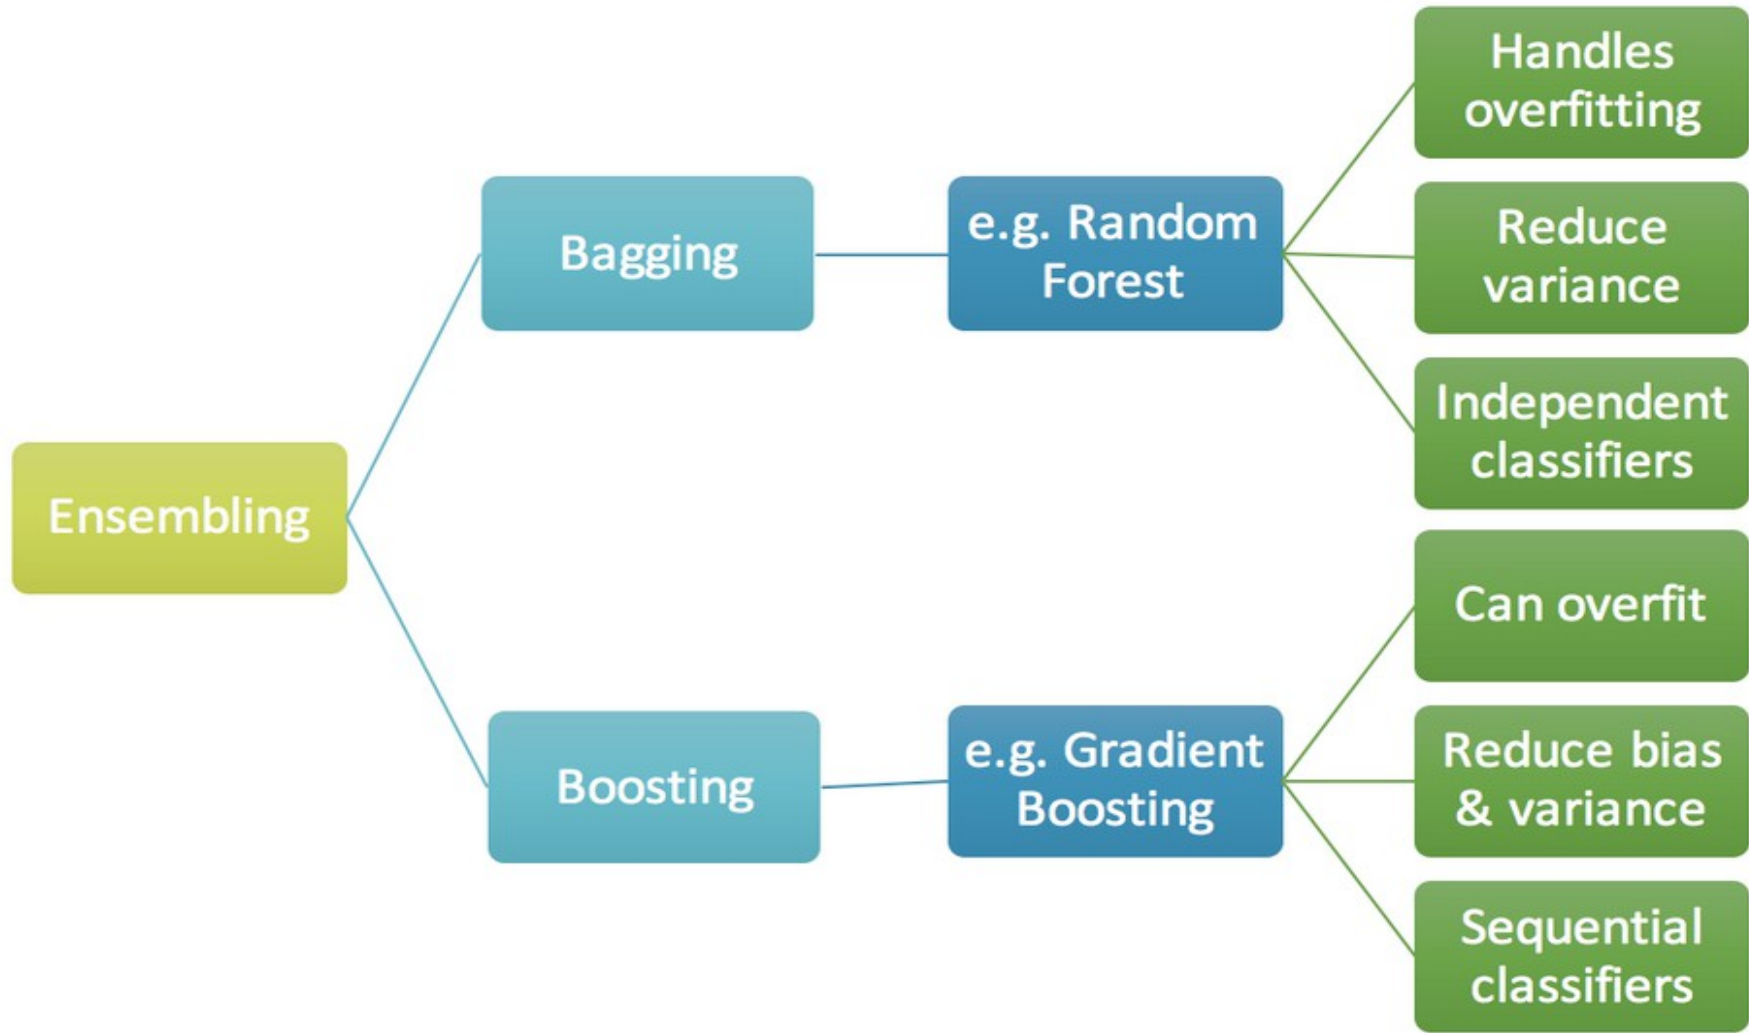 Ensembling
Bagging
e.g. Random
Forest
Handles
overfitting
Reduce
variance
Independent
classifiers
Boosting
e.g. Gradient
Boosting
Can overfit
Reduce bias
& variance
Sequential
classifiers